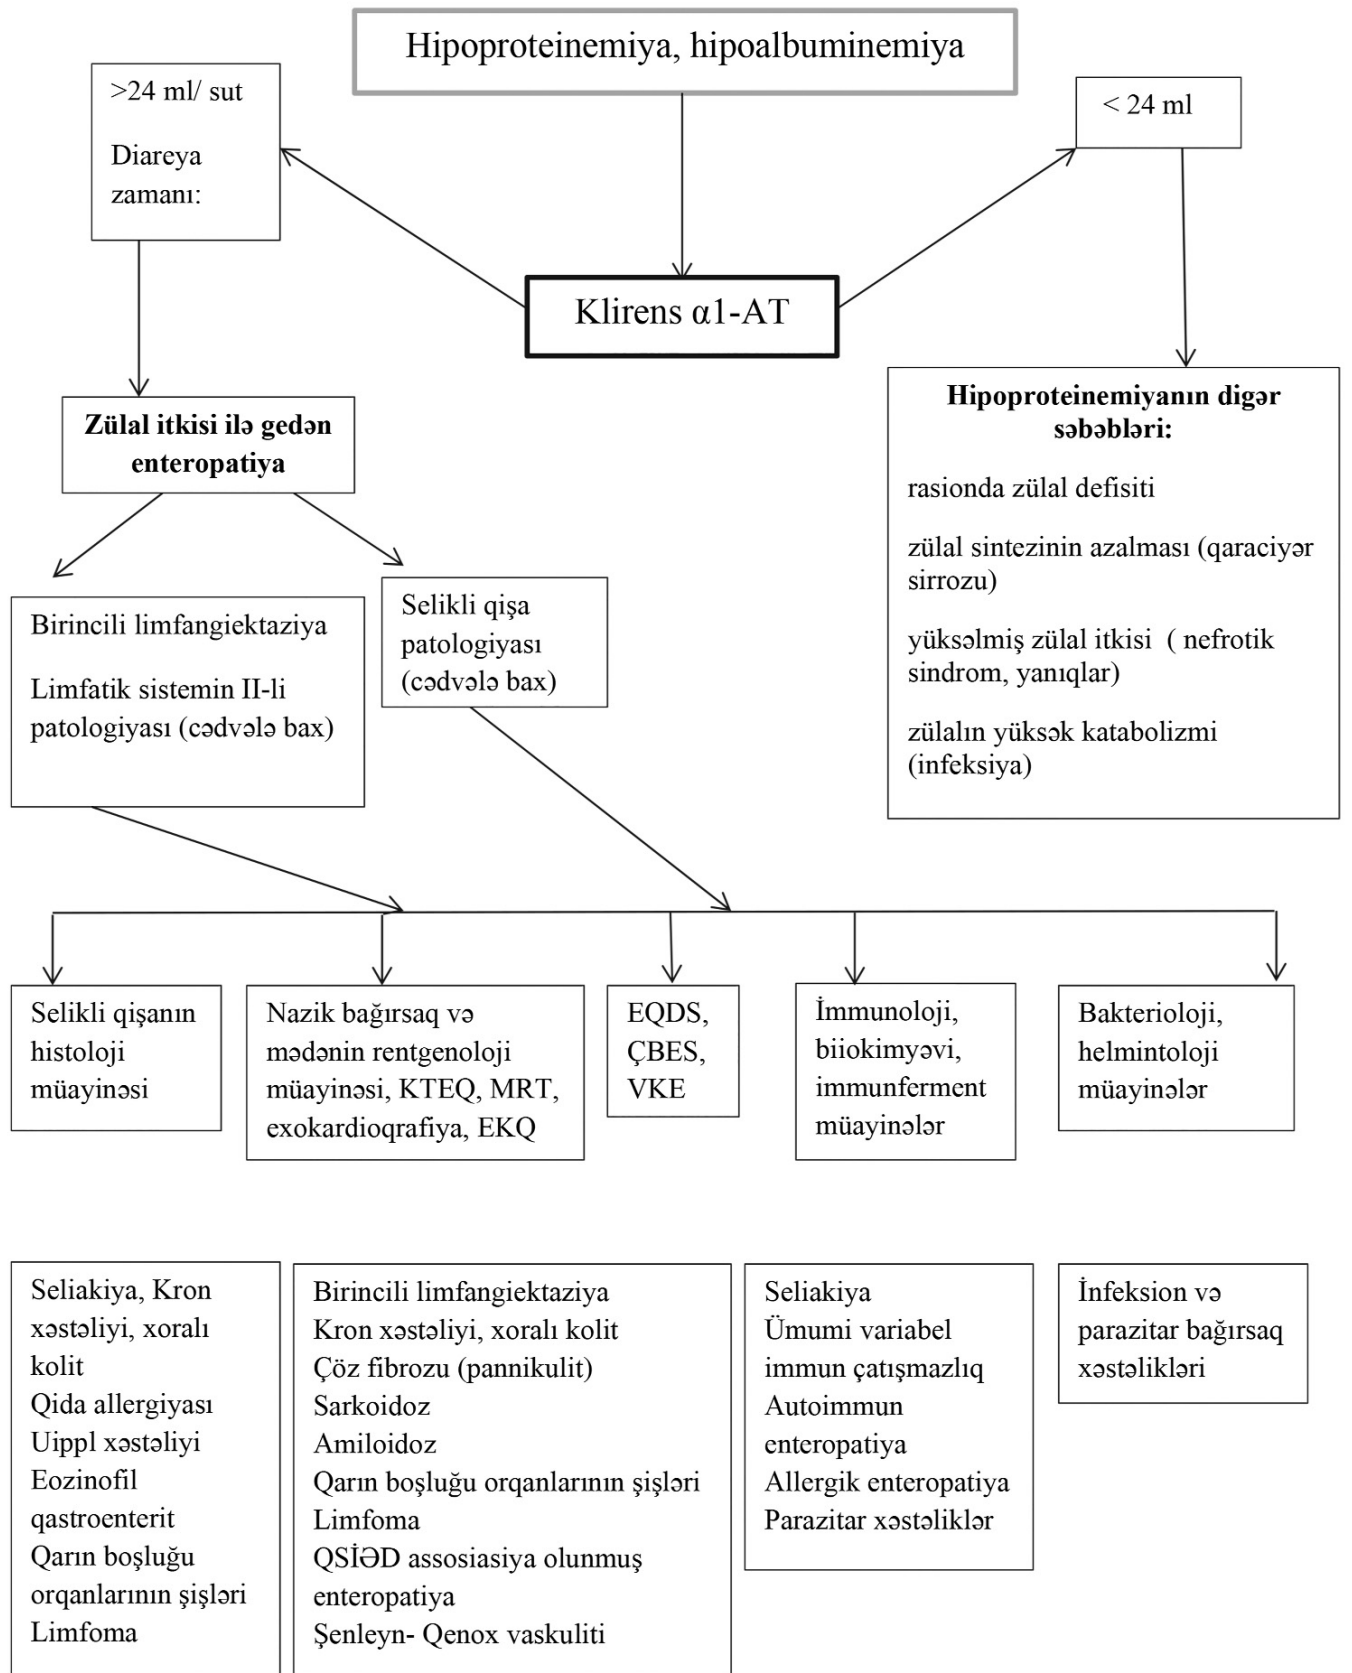 Hipoproteinemiya, hipoalbuminemiya
>24 ml/ sut
Diareya
zamanı:
< 24 ml
Klirens α1-AT
Zülal itkisi ilə gedən
enteropatiya
Hipoproteinemiyanın digər
səbəbləri:
rasionda zülal defisiti
zülal sintezinin azalması (qaraciyər
sirrozu)
yüksəlmiş zülal itkisi ( nefrotik
sindrom, yanıqlar)
zülalın yüksək katabolizmi
(infeksiya)
Birincili limfangiektaziya
Limfatik sistemin II-li
patologiyası (cədvələ bax)
Selikli qişa
patologiyası
(cədvələ bax)
Selikli qişanın
histoloji
müayinəsi
Nazik bağırsaq və
mədənin rentgenoloji
müayinəsi, KTEQ, MRT,
exokardioqrafiya, EKQ
EQDS,
ÇBES,
VKE
İmmunoloji,
biiokimyəvi,
immunferment
müayinələr
Bakterioloji,
helmintoloji
müayinələr
Seliakiya, Kron
xəstəliyi, xoralı
kolit
Qida allergiyası
Uippl xəstəliyi
Eozinofil
qastroenterit
Qarın boşluğu
orqanlarının şişləri
Limfoma
Birincili limfangiektaziya
Kron xəstəliyi, xoralı kolit
Çöz fibrozu (pannikulit)
Sarkoidoz
Amiloidoz
Qarın boşluğu orqanlarının şişləri
Limfoma
QSİƏD assosiasiya olunmuş
enteropatiya
Şenleyn- Qenox vaskuliti
Seliakiya
Ümumi variabel
immun çatışmazlıq
Autoimmun
enteropatiya
Allergik enteropatiya
Parazitar xəstəliklər
İnfeksion və
parazitar bağırsaq
xəstəlikləri